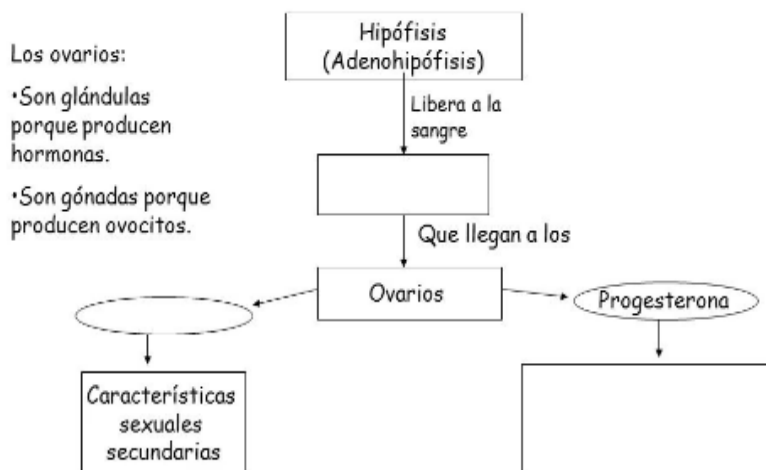 Hipófisis
(Adenohipófisis)
Los ovarios:
•Son glándulas
porque producen
hormonas.
•Son gónadas porque
producen ovocitos.
Libera a la
sangre
Que llegan a los
Ovarios
Progesterona
Características
sexuales
secundarias